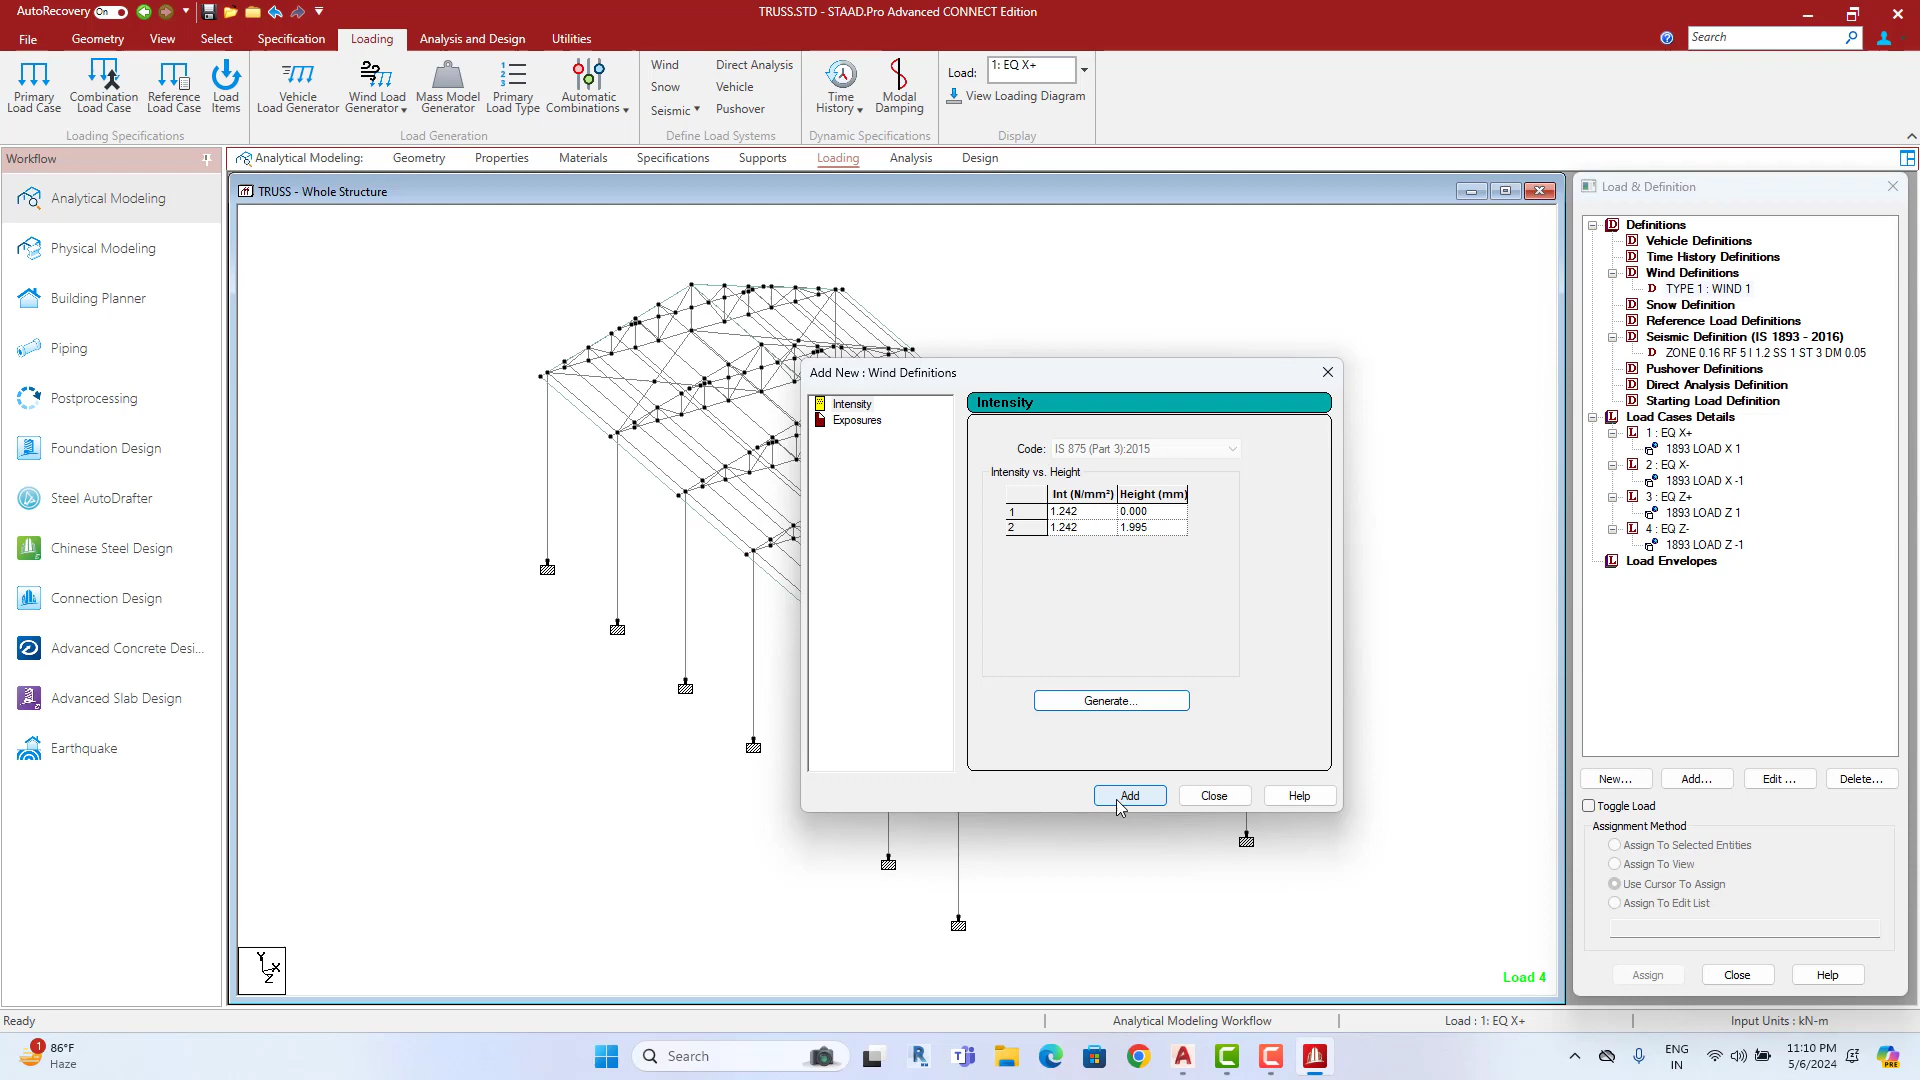 AutoRecovery On
TRUSS.STD - STAAD.Pro Advanced CONNECT Edition
File Geometry View Select Specification Loading Analysis and Design Utilities
Search
Primary Load Case
Combination Load Case
Reference Load Case
Load Items
Loading Specifications
Vehicle Load Generator
Wind Load Generator
Mass Model Generator
Primary Load Type
Automatic Combinations
Load Generation
Wind
Snow
Seismic
Direct Analysis
Vehicle
Pushover
Define Load Systems
Time History
Modal Damping
Dynamic Specifications
Load: 1: EQ X+
View Loading Diagram
Display
Workflow
Analytical Modeling
Physical Modeling
Building Planner
Piping
Postprocessing
Foundation Design
Steel AutoDrafter
Chinese Steel Design
Connection Design
Advanced Concrete Desi...
Advanced Slab Design
Earthquake
Analytical Modeling: Geometry Properties Materials Specifications Supports Loading Analysis Design
TRUSS - Whole Structure
Y
X
Z
Load 4
Add New : Wind Definitions
Intensity
Exposures
Intensity
Code: IS 875 (Part 3):2015
Intensity vs. Height
Int (N/mm²) Height (mm)
1 1.242 0.000
2 1.242 1.995
Generate...
Add Close Help
Load & Definition
Definitions
Vehicle Definitions
Time History Definitions
Wind Definitions
TYPE 1 : WIND 1
Snow Definition
Reference Load Definitions
Seismic Definition (IS 1893 - 2016)
ZONE 0.16 RF 5 I 1.2 SS 1 ST 3 DM 0.05
Pushover Definitions
Direct Analysis Definition
Starting Load Definition
Load Cases Details
1 : EQ X+
1893 LOAD X 1
2 : EQ X-
1893 LOAD X -1
3 : EQ Z+
1893 LOAD Z 1
4 : EQ Z-
1893 LOAD Z -1
Load Envelopes
New... Add... Edit ... Delete...
Toggle Load
Assignment Method
Assign To Selected Entities
Assign To View
Use Cursor To Assign
Assign To Edit List
Assign Close Help
Ready
Analytical Modeling Workflow
Load : 1: EQ X+
Input Units : kN-m
1
86°F
Haze
Search
ENG
IN
11:10 PM
5/6/2024
PRE